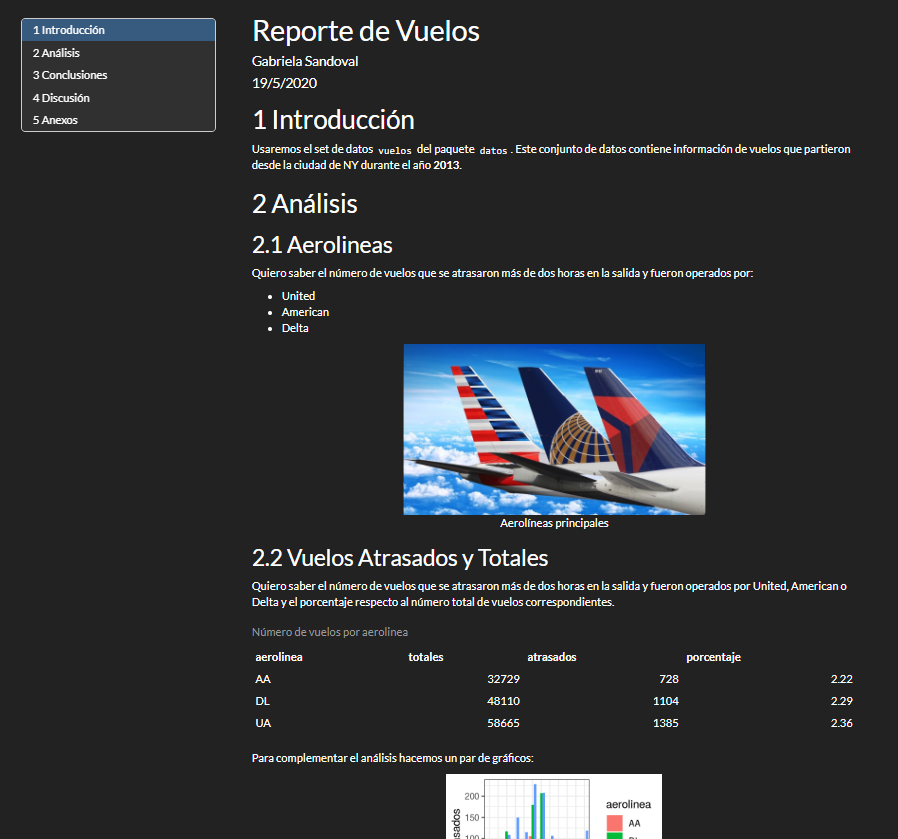 1 Introducción
2 Análisis
3 Conclusiones
4 Discusión
5 Anexos
Reporte de Vuelos
Gabriela Sandoval
19/5/2020
1 Introducción
Usaremos el set de datos vuelos del paquete datos . Este conjunto de datos contiene información de vuelos que partieron
desde la ciudad de NY durante el año 2013.
2 Análisis
2.1 Aerolineas
Quiero saber el número de vuelos que se atrasaron más de dos horas en la salida y fueron operados por:
• United
• American
• Delta
Aerolíneas principales
2.2 Vuelos Atrasados y Totales
Quiero saber el número de vuelos que se atrasaron más de dos horas en la salida y fueron operados por United, American o
Delta y el porcentaje respecto al número total de vuelos correspondientes.
Número de vuelos por aerolinea
aerolinea totales atrasados porcentaje
AA 32729 728 2.22
DL 48110 1104 2.29
UA 58665 1385 2.36
Para complementar el análisis hacemos un par de gráficos:
aerolinea
200
AA
150
100